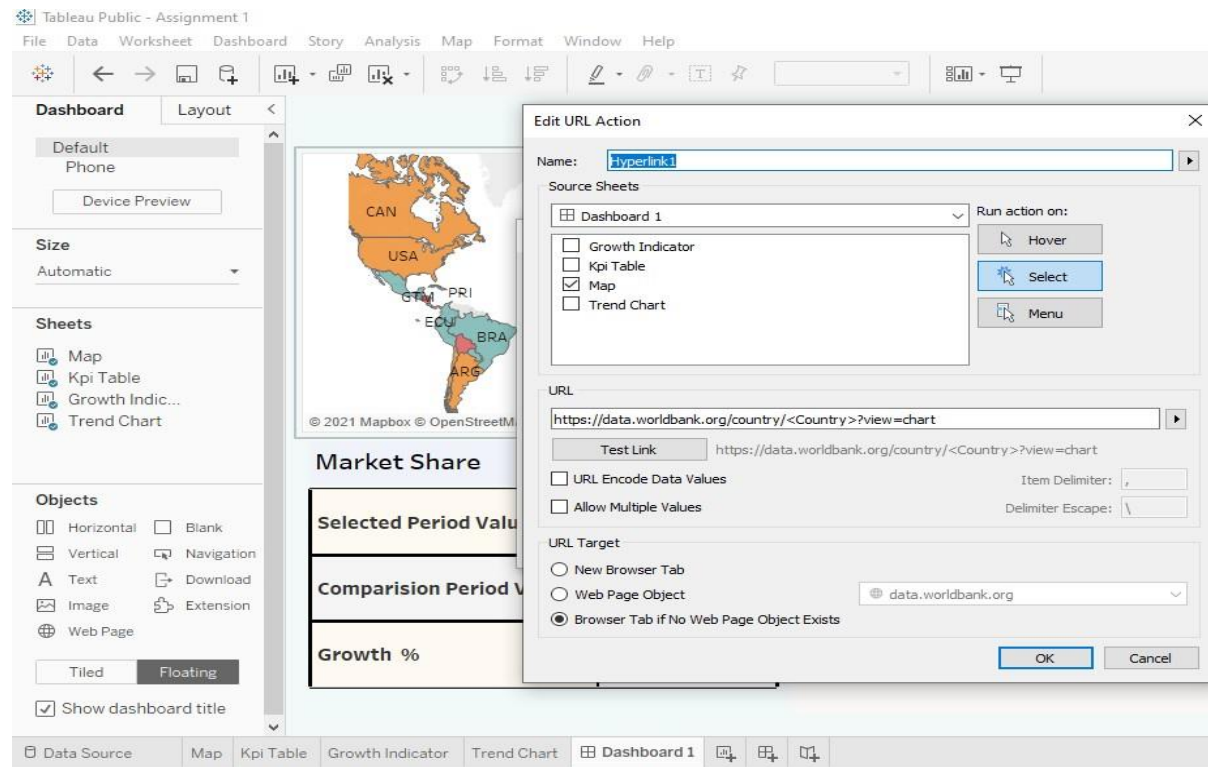 Tableau Public - Assignment 1
File Data Worksheet Dashboard Story Analysis Map Format Window Help
Dashboard Layout <
Default
Phone
Device Preview
Size
Automatic
Sheets
Map
Kpi Table
Growth Indic...
Trend Chart
Objects
Horizontal Blank
Vertical Navigation
A Text Download
Image Extension
Web Page
Tiled Floating
Show dashboard title
CAN
USA
GTM PRI
ECU
BRA
ARG
© 2021 Mapbox © OpenStreetM
Market Share
Selected Period Valu
Comparision Period V
Growth %
Edit URL Action
Name: Hyperlink1
Source Sheets
Dashboard 1
Growth Indicator
Kpi Table
Map
Trend Chart
Run action on:
Hover
Select
Menu
URL
https://data.worldbank.org/country/<Country>?view=chart
Test Link https://data.worldbank.org/country/<Country>?view=chart
URL Encode Data Values Item Delimiter: ,
Allow Multiple Values Delimiter Escape: \
URL Target
New Browser Tab
Web Page Object data.worldbank.org
Browser Tab if No Web Page Object Exists
OK Cancel
Data Source Map Kpi Table Growth Indicator Trend Chart Dashboard 1